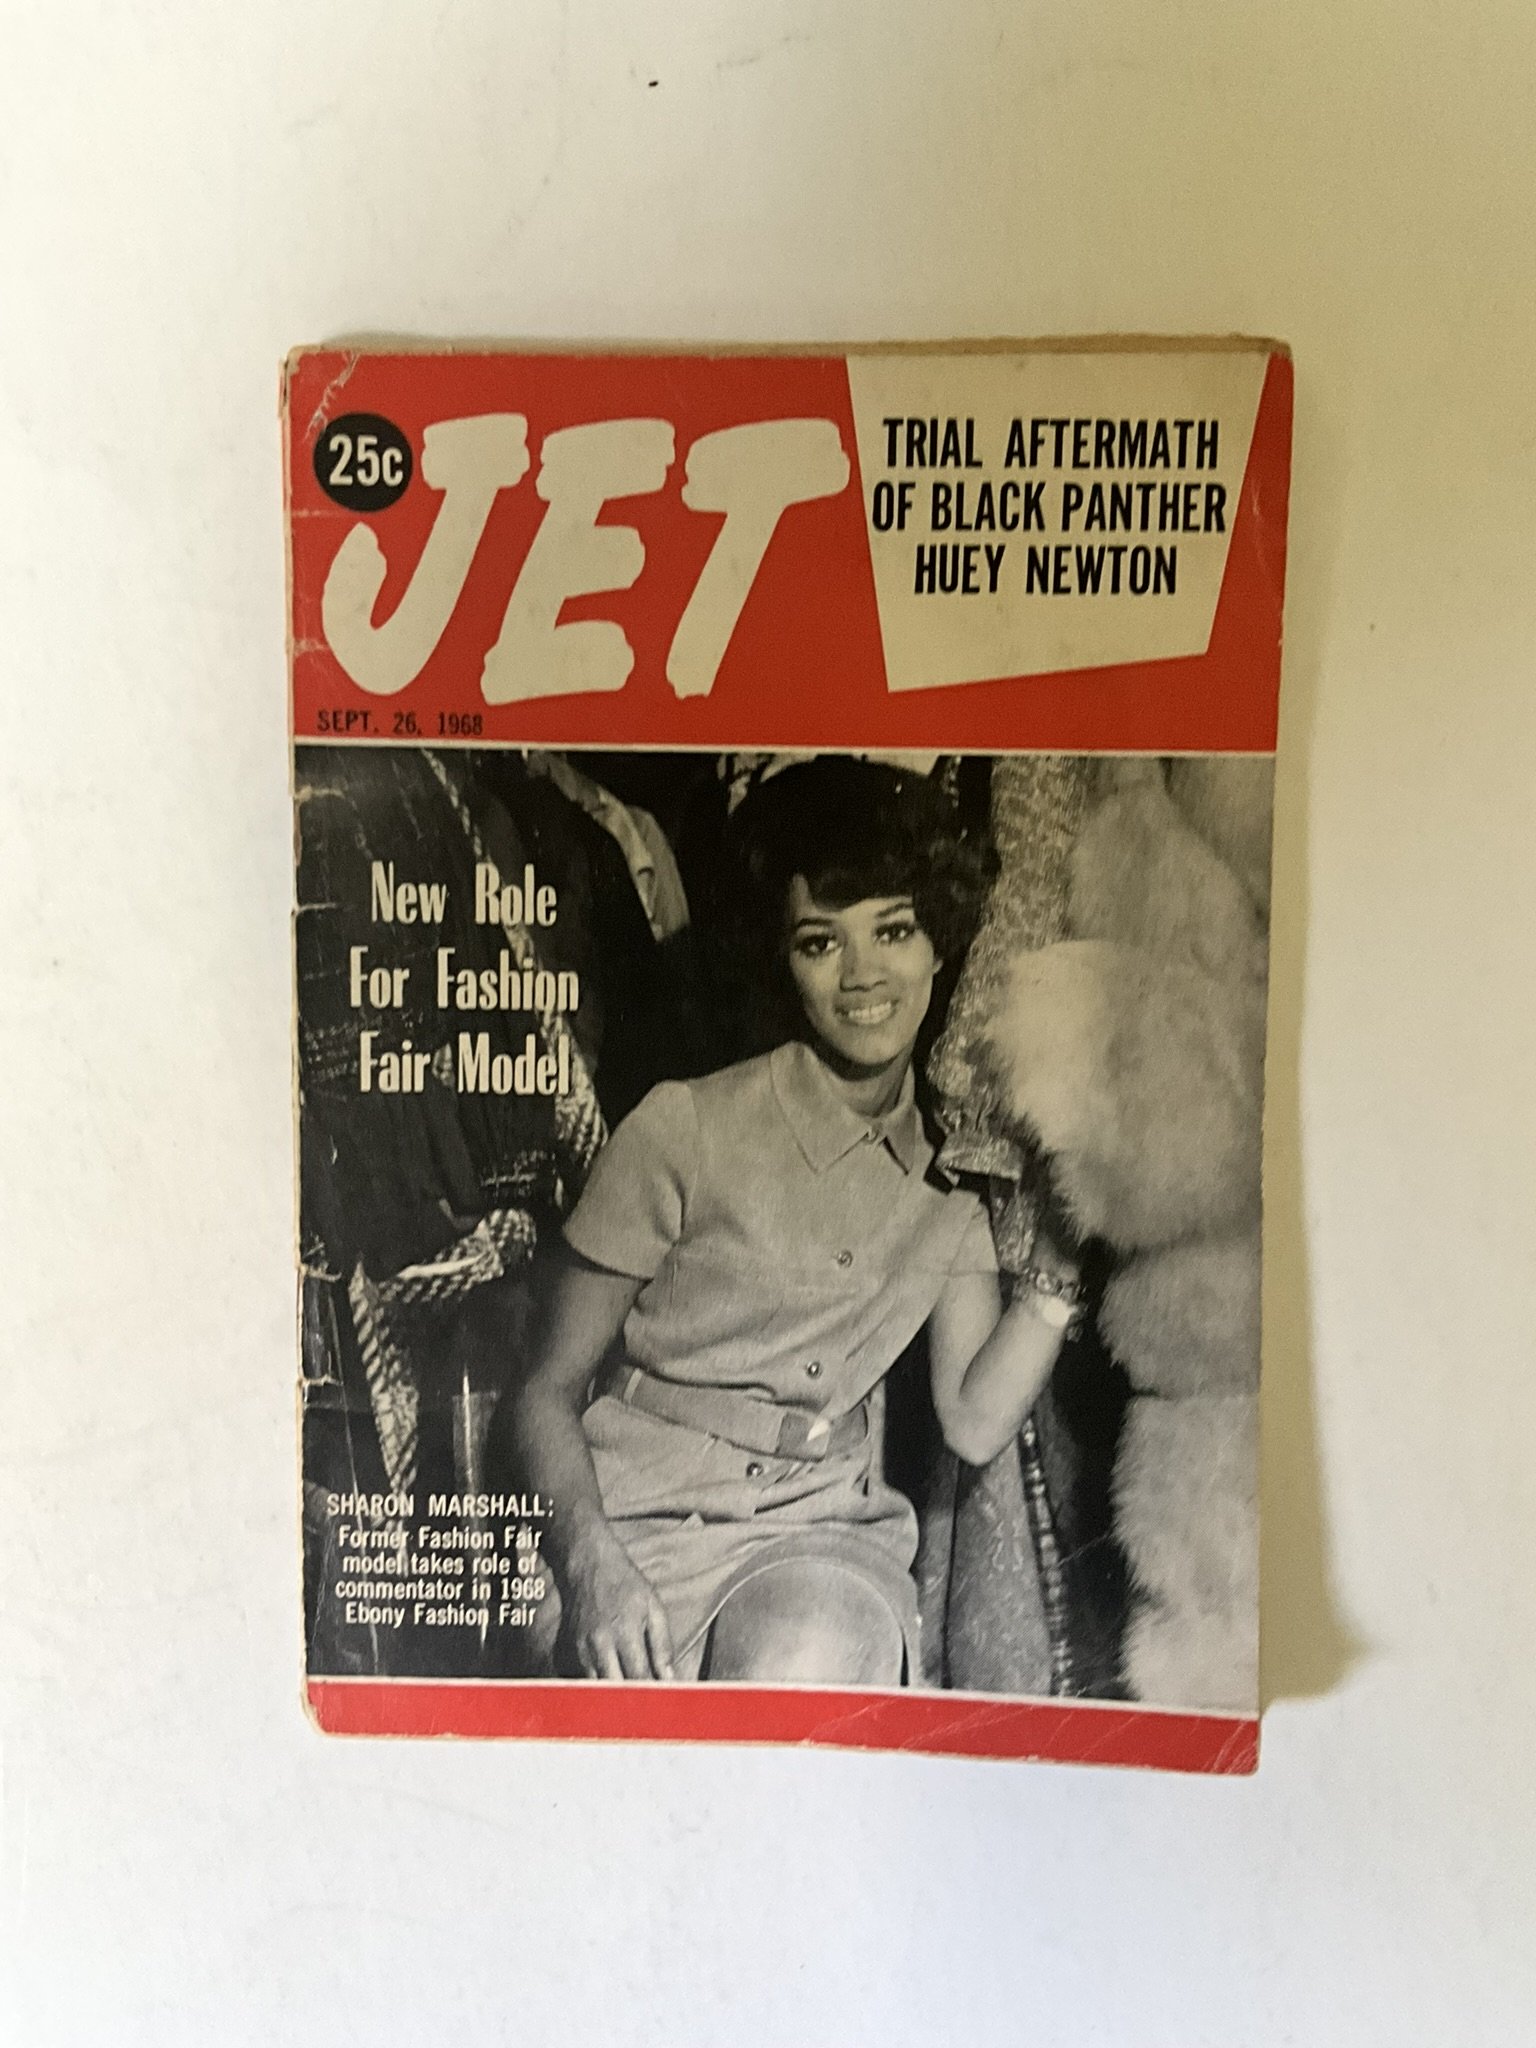 25c
JET
TRIAL AFTERMATH
OF BLACK PANTHER
HUEY NEWTON
SEPT. 26, 1968
New Role
For Fashion
Fair Model
SHARON MARSHALL:
Former Fashion Fair
model takes role of
commentator in 1968
Ebony Fashion Fair